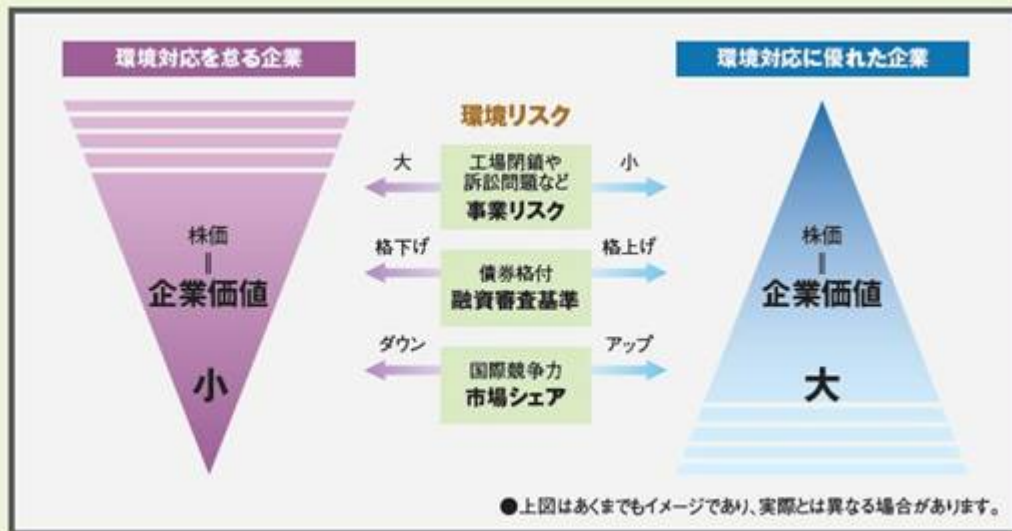 環境対応を怠る企業
環境対応に優れた企業
環境リスク
大
工場閉鎖や
訴訟問題など
事業リスク
小
株価
||
企業価値
小
格下げ
債券格付
融資審査基準
格上げ
ダウン
国際競争力
市場シェア
アップ
株価
||
企業価値
大
●上図はあくまでもイメージであり、実際とは異なる場合があります。